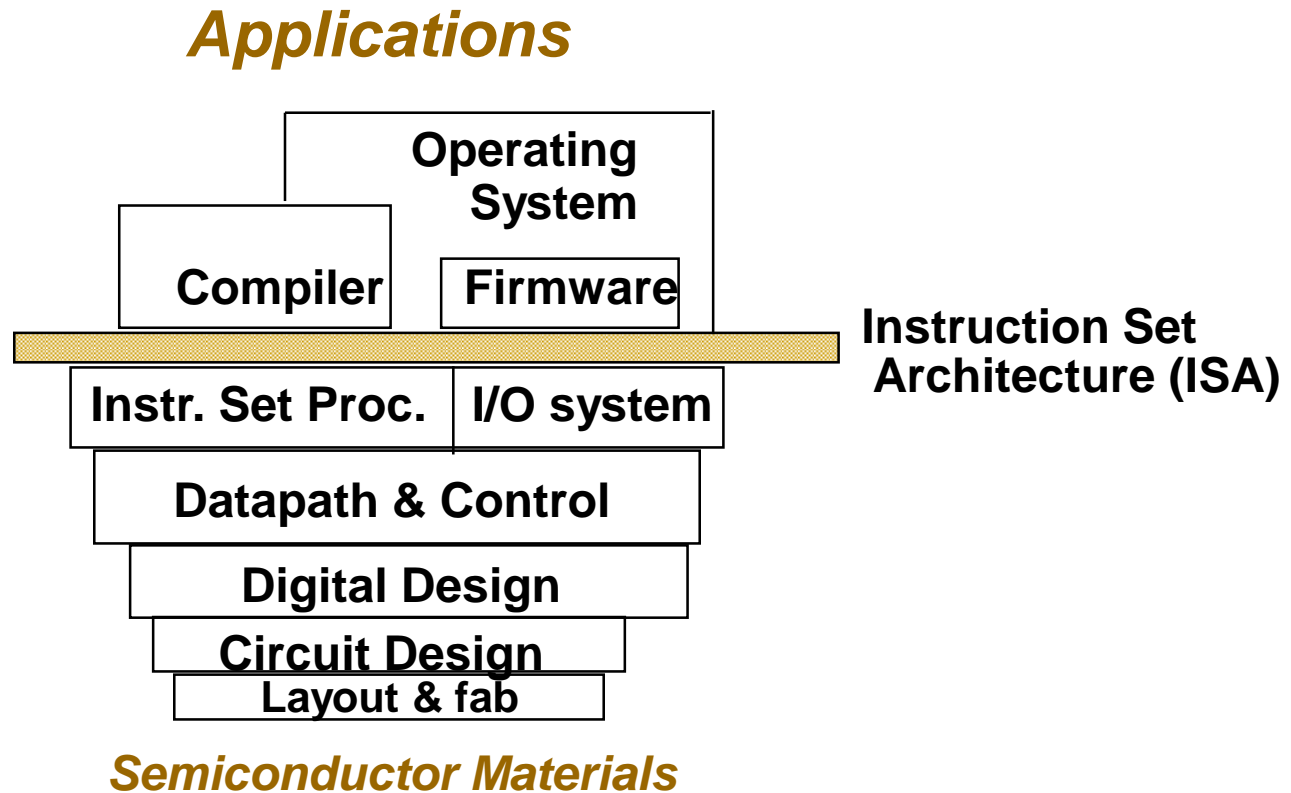 Applications
Operating
System
Compiler
Firmware
Instruction Set
Architecture (ISA)
Instr. Set Proc.
I/O system
Datapath & Control
Digital Design
Circuit Design
Layout & fab
Semiconductor Materials